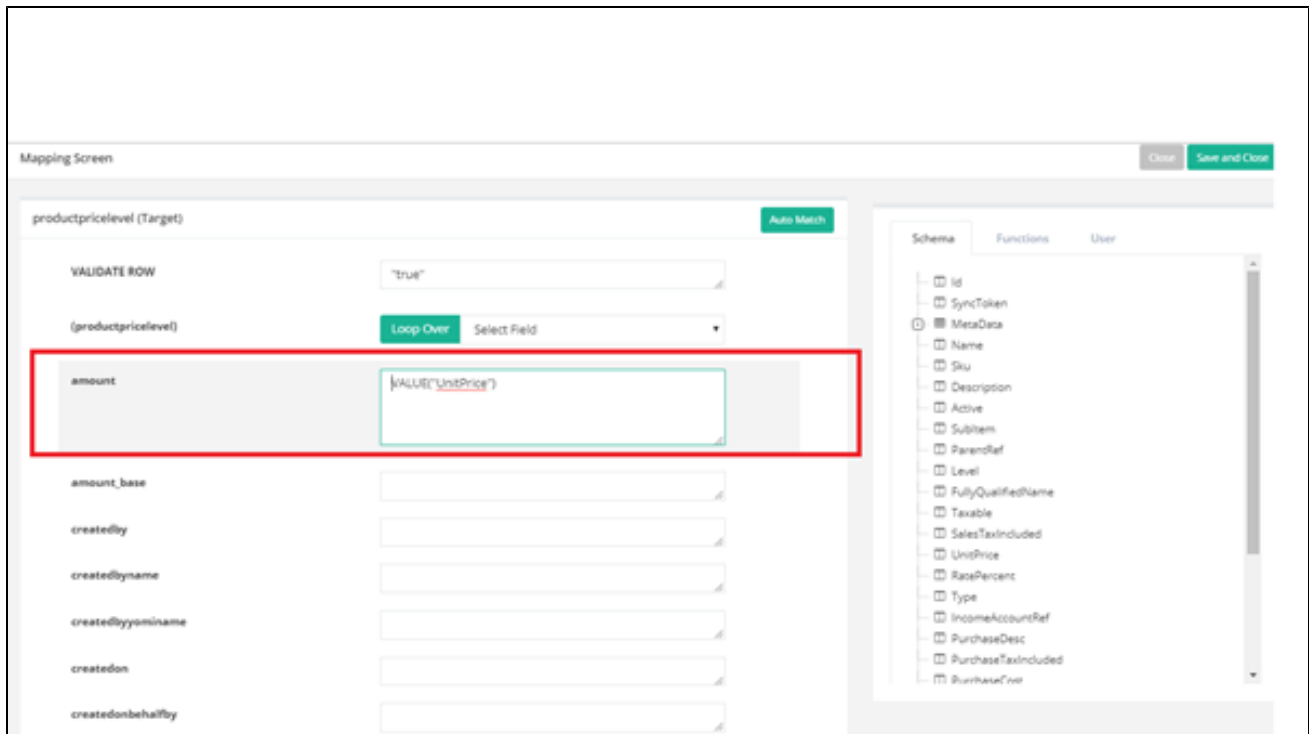 Mapping Screen
Close
Save and Close
productpricelevel (Target)
Auto Match
VALIDATE ROW
"true"
(productpricelevel)
Loop Over
Select Field
amount
VALUE("UnitPrice")
amount_base
createdby
createdbyname
createdbyyominame
createdon
createdonbehalfby
Schema
Functions
User
Id
SyncToken
MetaData
Name
Sku
Description
Active
SubItem
ParentRef
Level
FullyQualifiedName
Taxable
SalesTaxIncluded
UnitPrice
RatePercent
Type
IncomeAccountRef
PurchaseDesc
PurchaseTaxIncluded
PurchaseCost